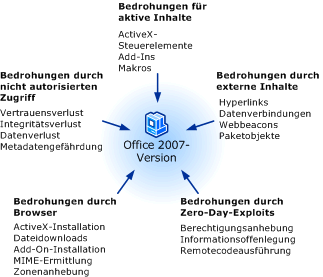 Bedrohungen für
aktive Inhalte
ActiveX-
Steuerelemente
Add-Ins
Makros
Bedrohungen durch
nicht autorisierten
Zugriff
Vertrauensverlust
Integritätsverlust
Datenverlust
Metadatengefährdung
Bedrohungen durch
externe Inhalte
Hyperlinks
Datenverbindungen
Webbeacons
Paketobjekte
Office 2007-
Version
Bedrohungen durch
Browser
ActiveX-Installation
Dateidownloads
Add-On-Installation
MIME-Ermittlung
Zonenanhebung
Bedrohungen durch
Zero-Day-Exploits
Berechtigungsanhebung
Informationsoffenlegung
Remotecodeausführung